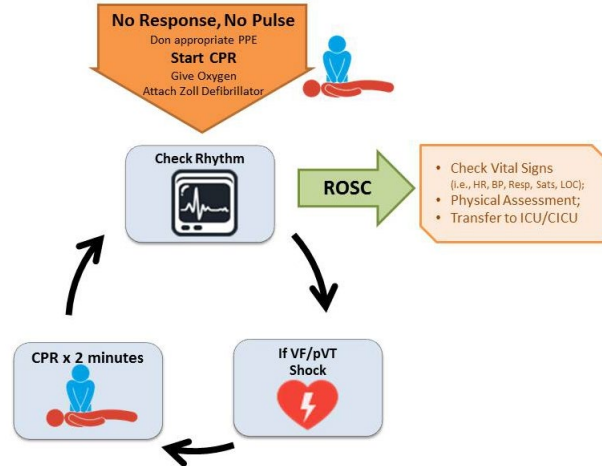 No Response, No Pulse
Don appropriate PPE
Start CPR
Give Oxygen
Attach Zoll Defibrillator
Check Rhythm
ROSC
• Check Vital Signs
(i.e., HR, BP, Resp, Sats, LOC);
• Physical Assessment;
• Transfer to ICU/CICU
CPR x 2 minutes
If VF/pVT
Shock